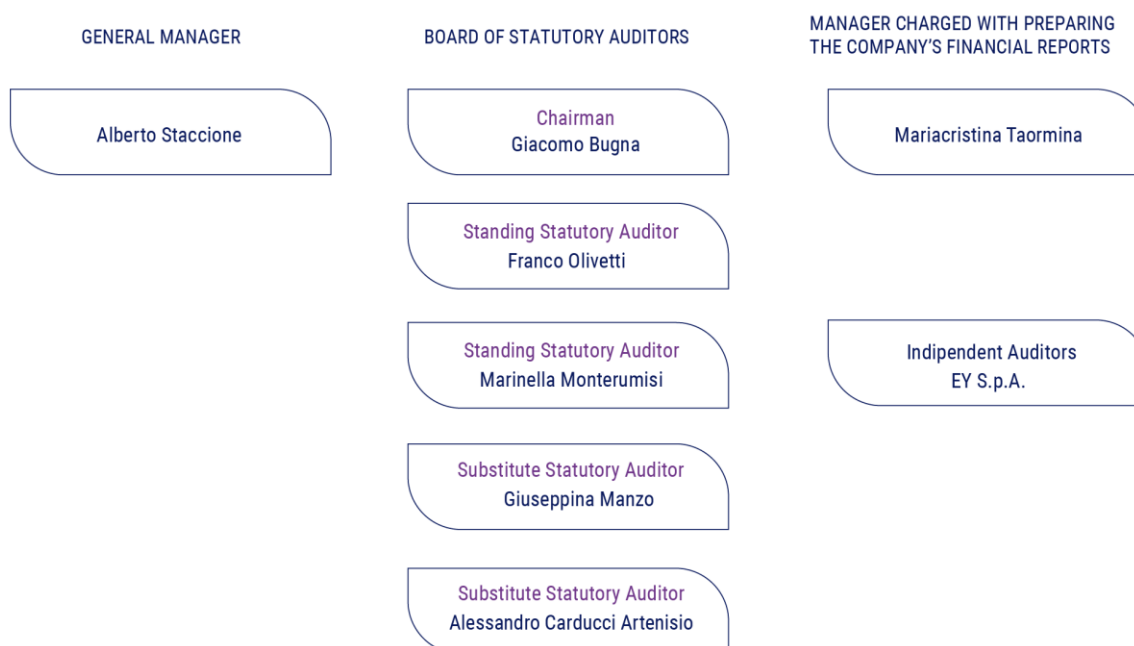 GENERAL MANAGER
Alberto Staccione
BOARD OF STATUTORY AUDITORS
Chairman
Giacomo Bugna
Standing Statutory Auditor
Franco Olivetti
Standing Statutory Auditor
Marinella Monterumisi
Substitute Statutory Auditor
Giuseppina Manzo
Substitute Statutory Auditor
Alessandro Carducci Artenisio
MANAGER CHARGED WITH PREPARING
THE COMPANY'S FINANCIAL REPORTS
Mariacristina Taormina
Indipendent Auditors
EY S.p.A.